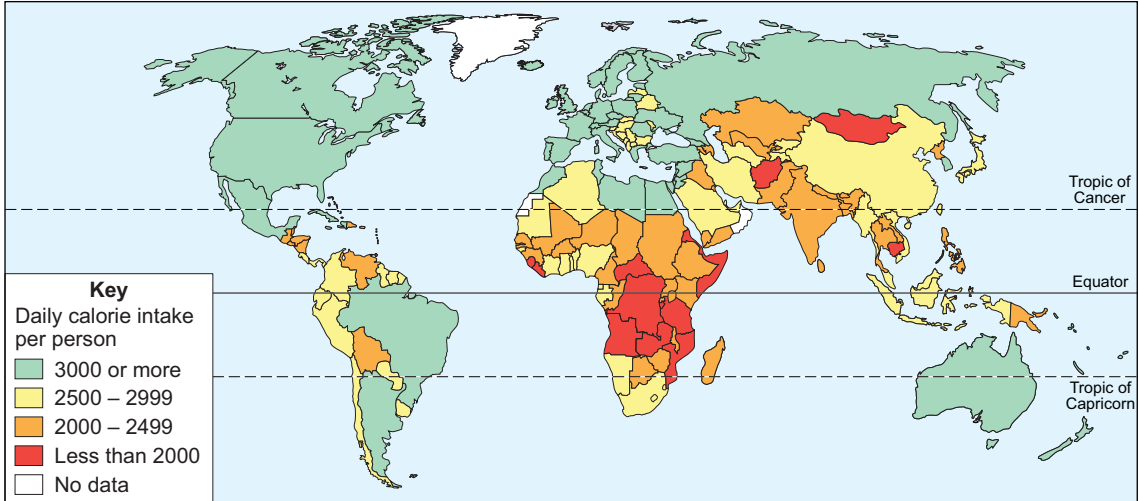 Tropic of
Cancer
Equator
Tropic of
Capricorn
Key
Daily calorie intake
per person
3000 or more
2500 – 2999
2000 – 2499
Less than 2000
No data